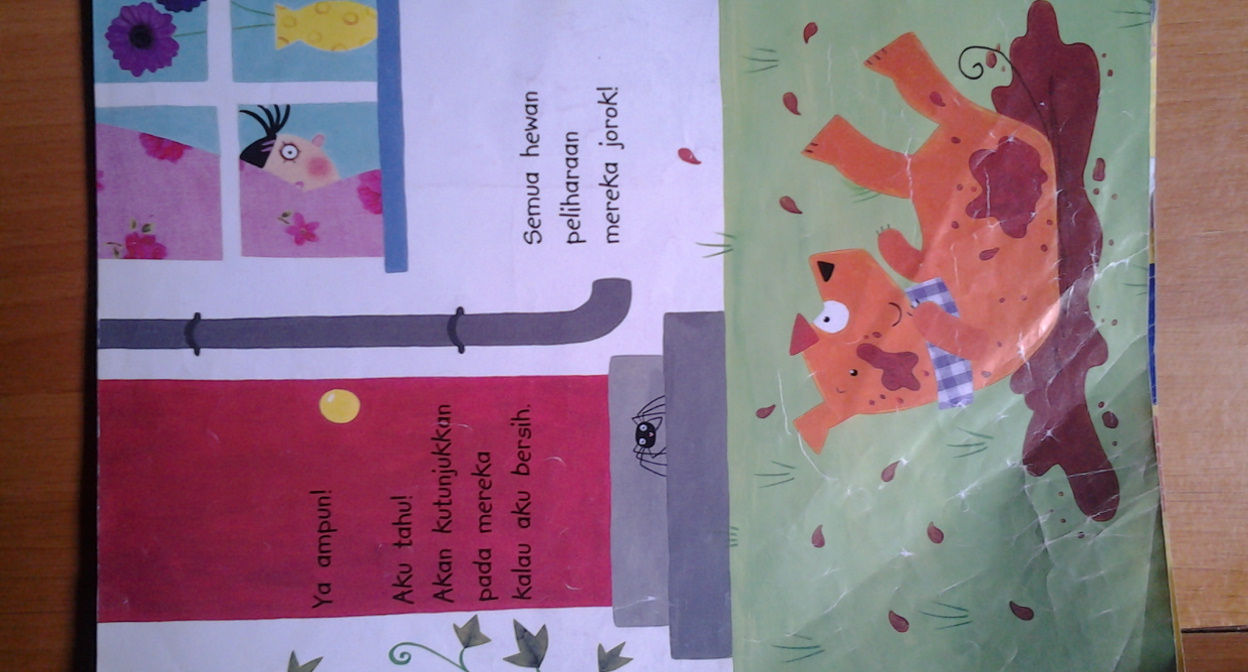 Ya ampun!
Aku tahu!
Akan kutunjukkan
pada mereka
Kalau aku bersih.
Semua hewan
peliharaan
mereka jorok!